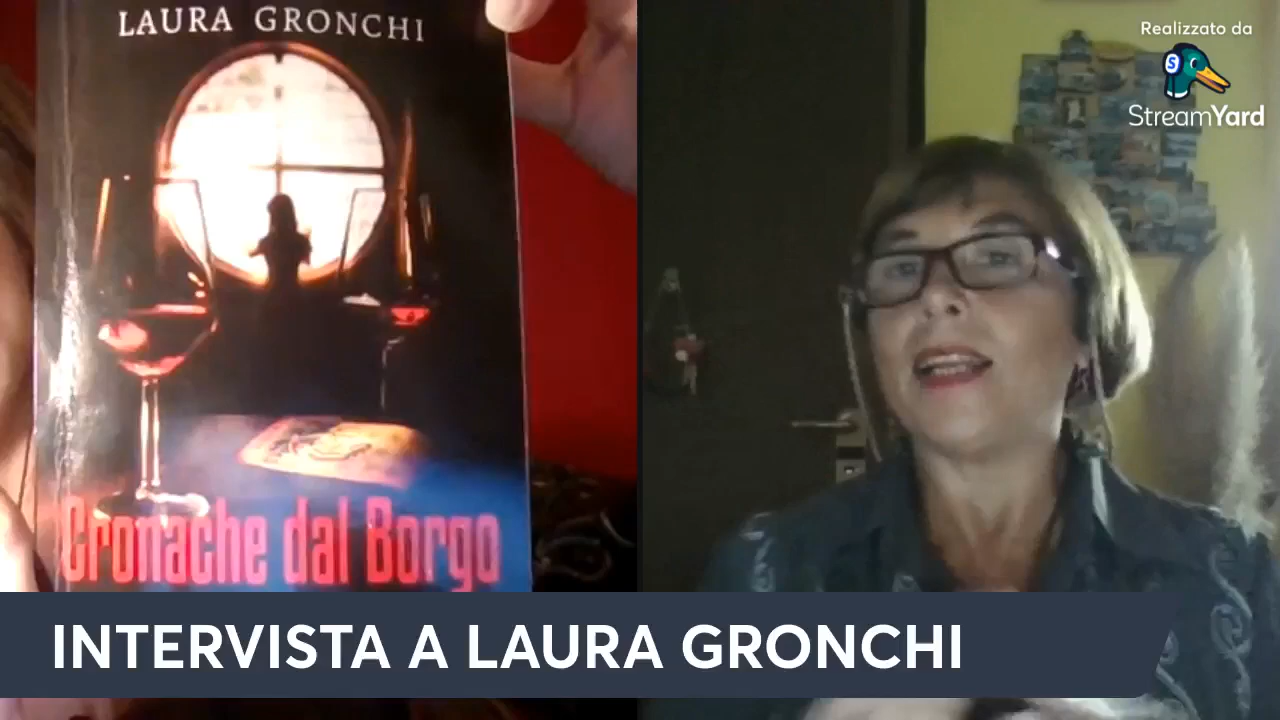 LAURA GRONCHI
Cronache dal Borgo
Realizzato da
S
StreamYard
INTERVISTA A LAURA GRONCHI